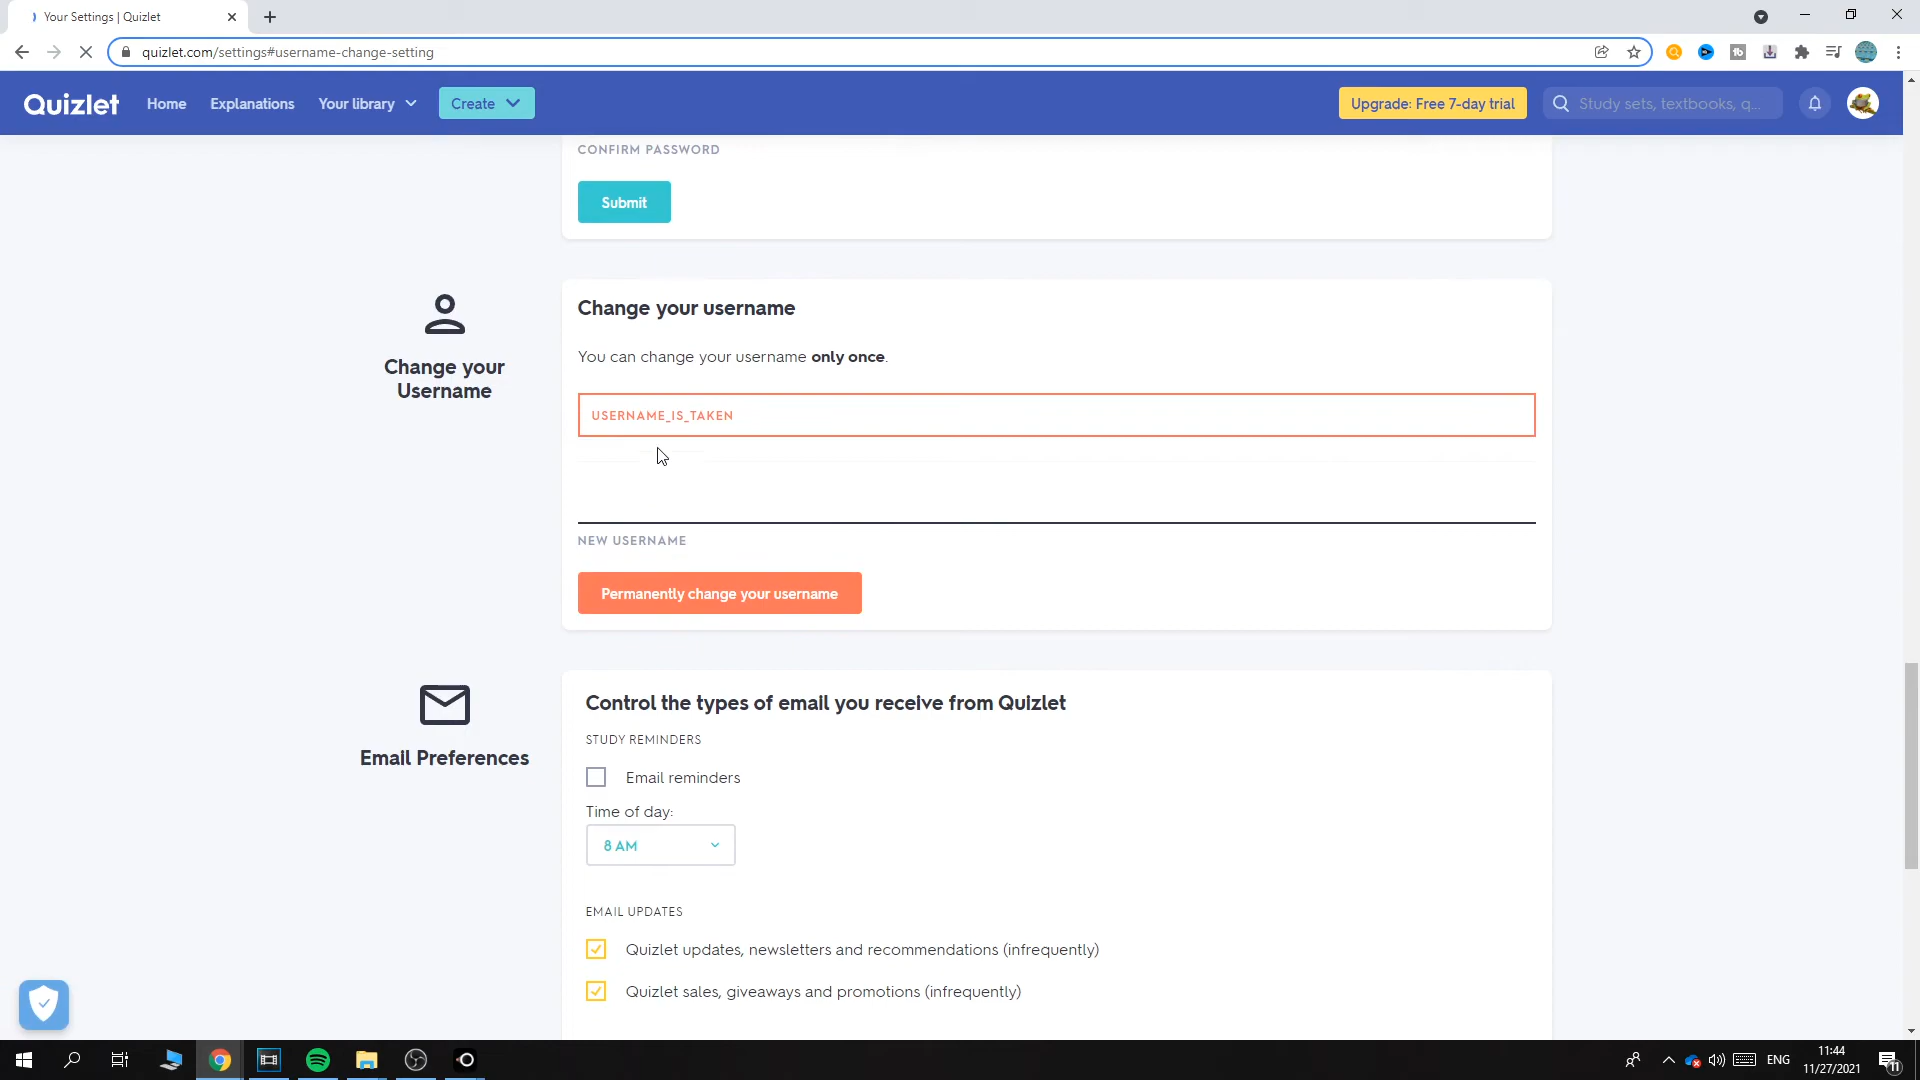 Your Settings | Quizlet
quizlet.com/settings#username-change-setting
Quizlet Home Explanations Your library Create Upgrade: Free 7-day trial Study sets, textbooks, q...
CONFIRM PASSWORD
Submit
Change your
Username
Change your username
You can change your username only once.
USERNAME_IS_TAKEN
NEW USERNAME
Permanently change your username
Email Preferences
Control the types of email you receive from Quizlet
STUDY REMINDERS
Email reminders
Time of day:
8 AM
EMAIL UPDATES
Quizlet updates, newsletters and recommendations (infrequently)
Quizlet sales, giveaways and promotions (infrequently)
ENG
11:44
11/27/2021
11